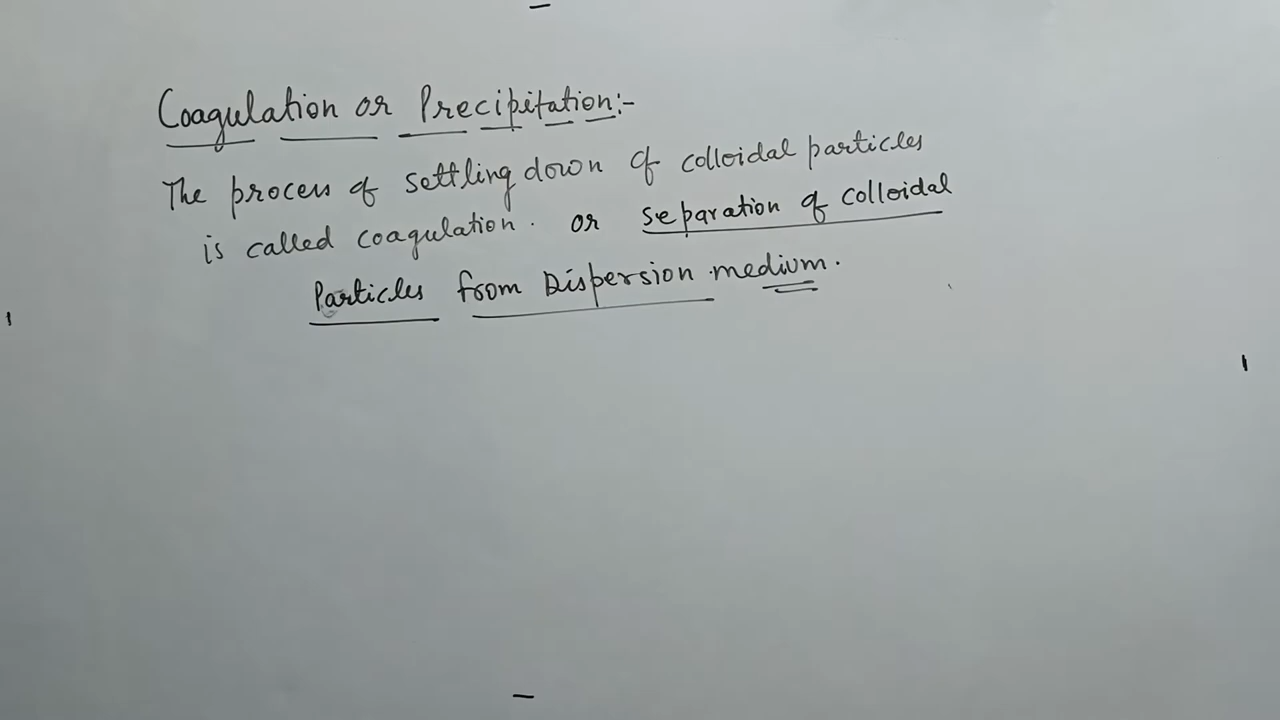 Coagulation or Precipitation:-
The process of settling down of colloidal particles
is called coagulation. or separation of colloidal
Particles from Dispersion medium.